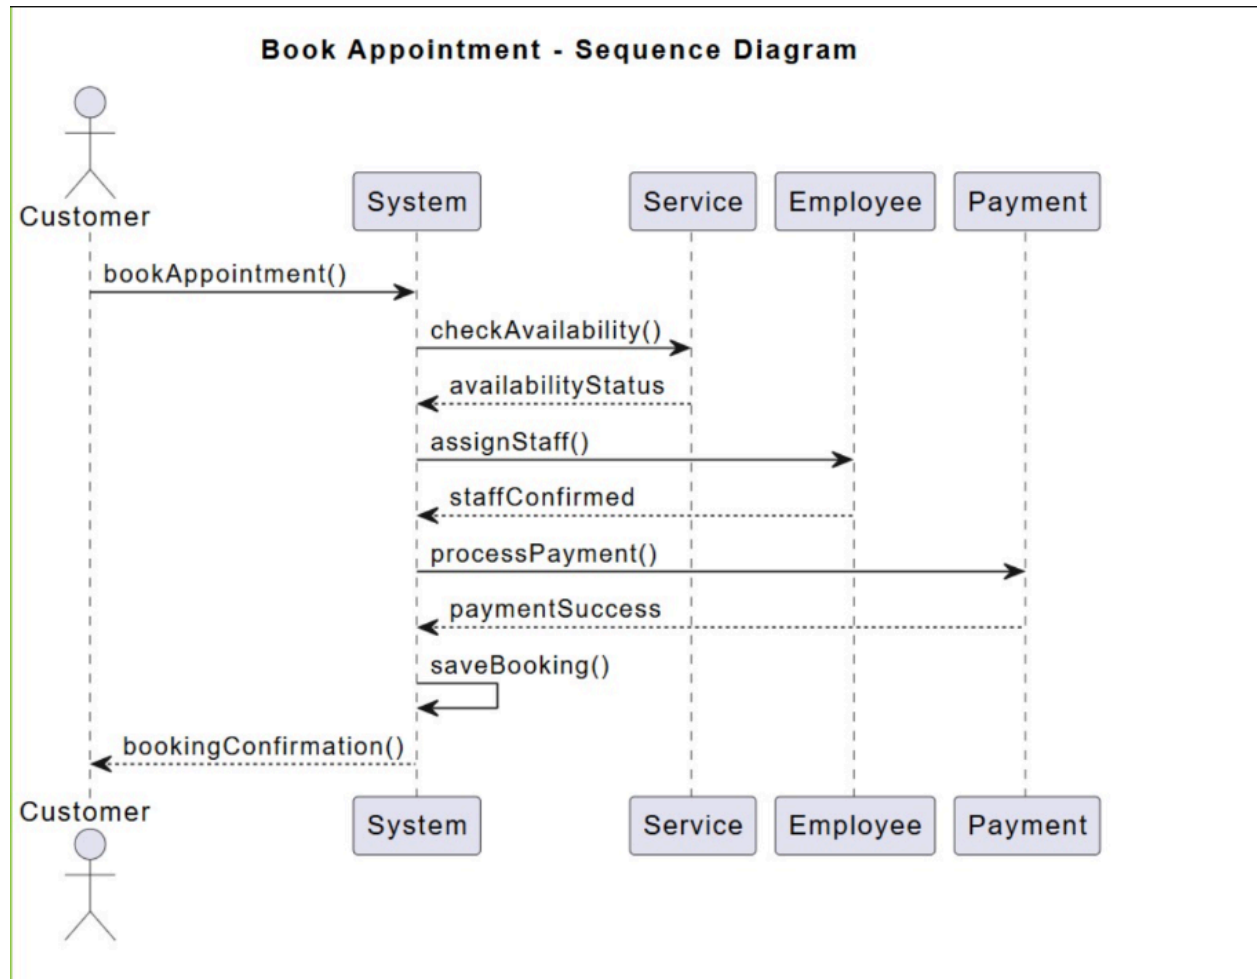 Book Appointment - Sequence Diagram
Customer
System
Service
Employee
Payment
bookAppointment()
checkAvailability()
availabilityStatus
assignStaff()
staffConfirmed
processPayment()
paymentSuccess
saveBooking()
bookingConfirmation()
Customer
System
Service
Employee
Payment